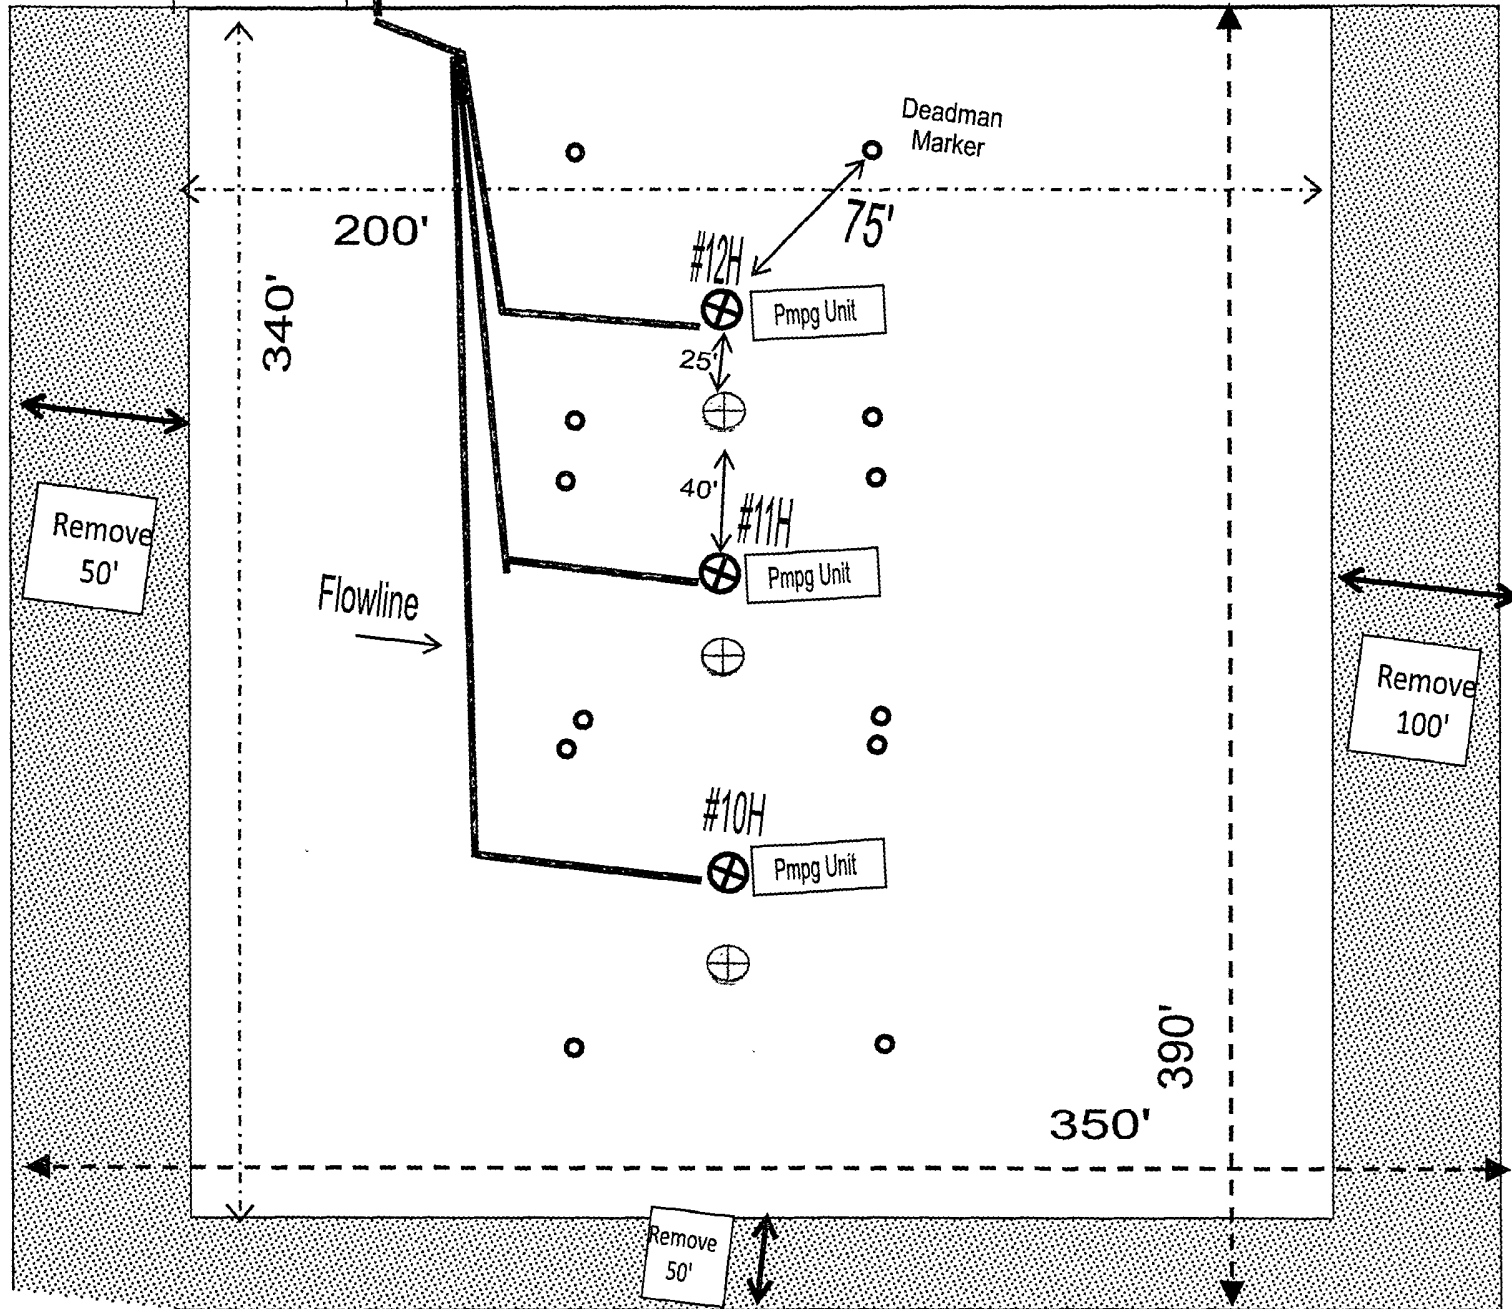 Deadman
Marker
200'
75'
#12H
340'
Pmpg Unit
25'
40'
#11H
Remove
50'
Pmpg Unit
Flowline
Remove
100'
#10H
Pmpg Unit
390'
350'
Remove
50'